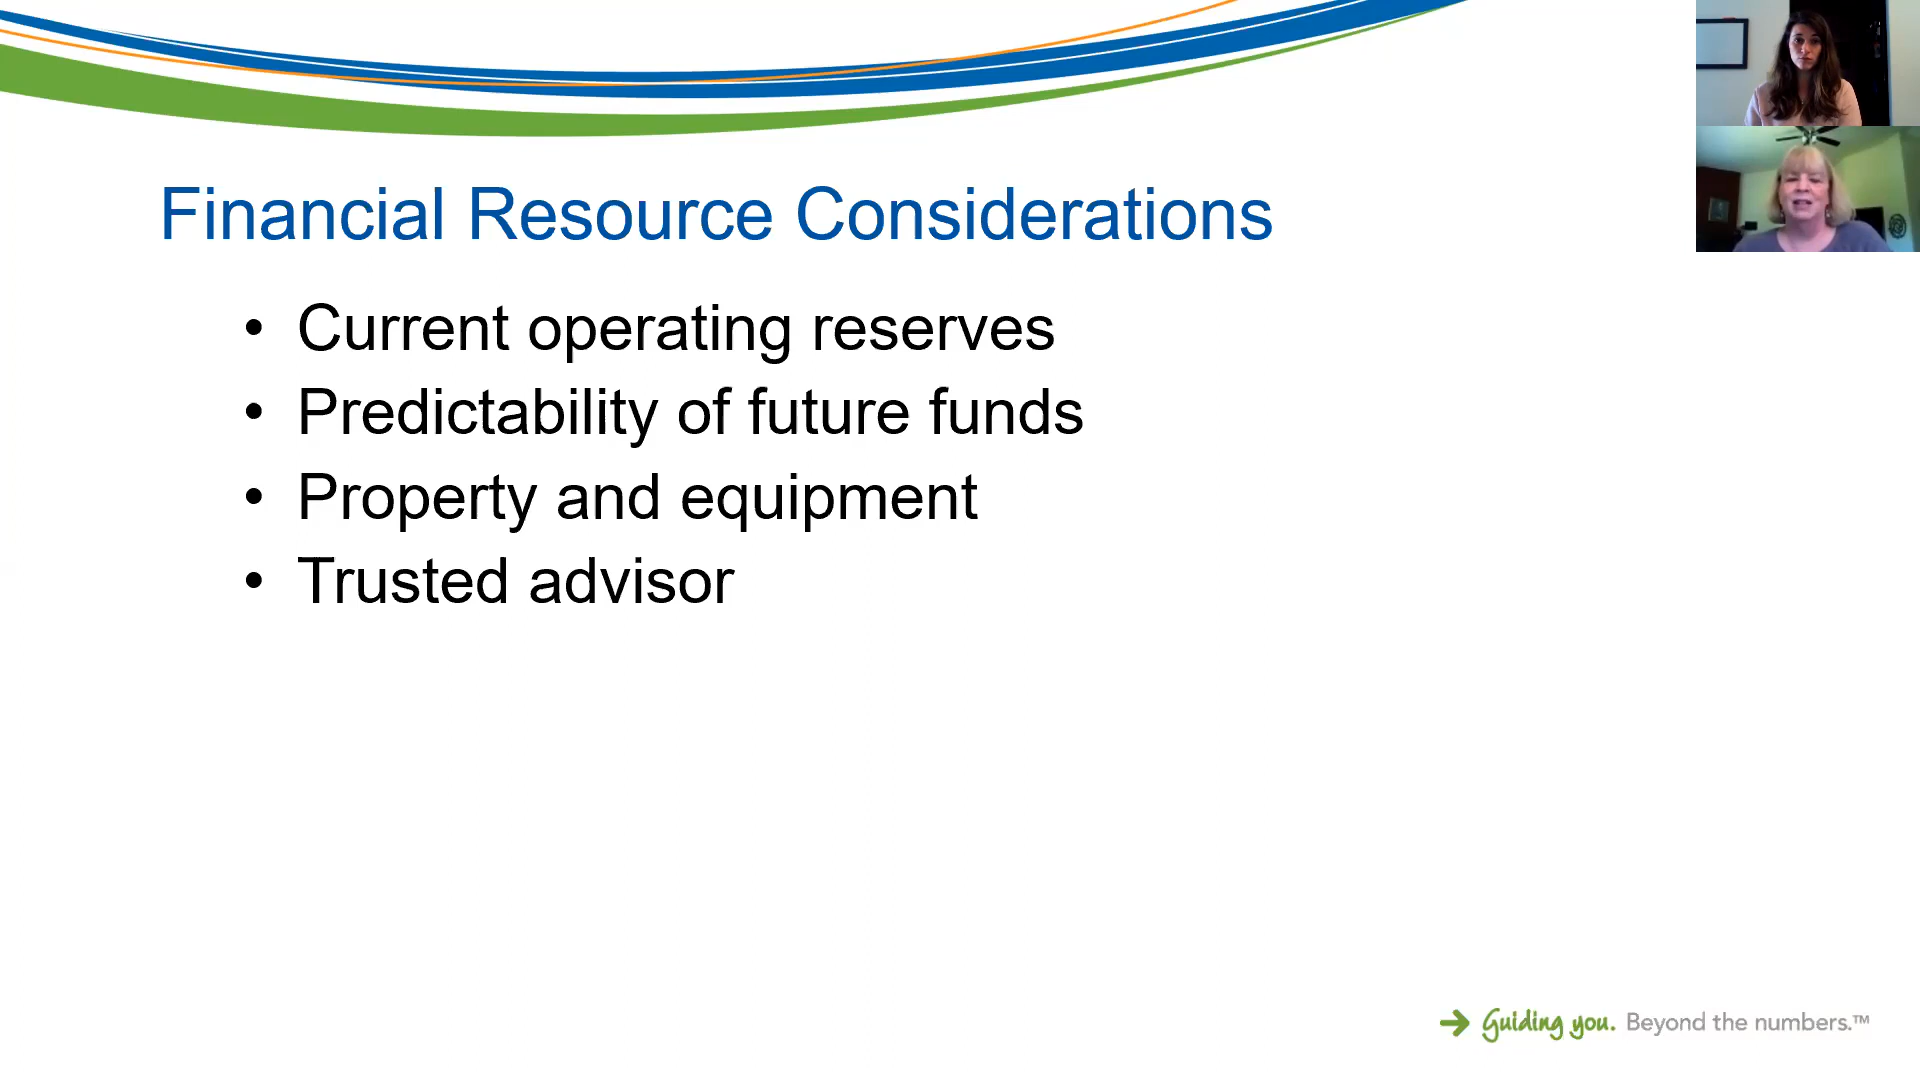 Financial Resource Considerations
• Current operating reserves
• Predictability of future funds
• Property and equipment
• Trusted advisor
Guiding you. Beyond the numbers.™